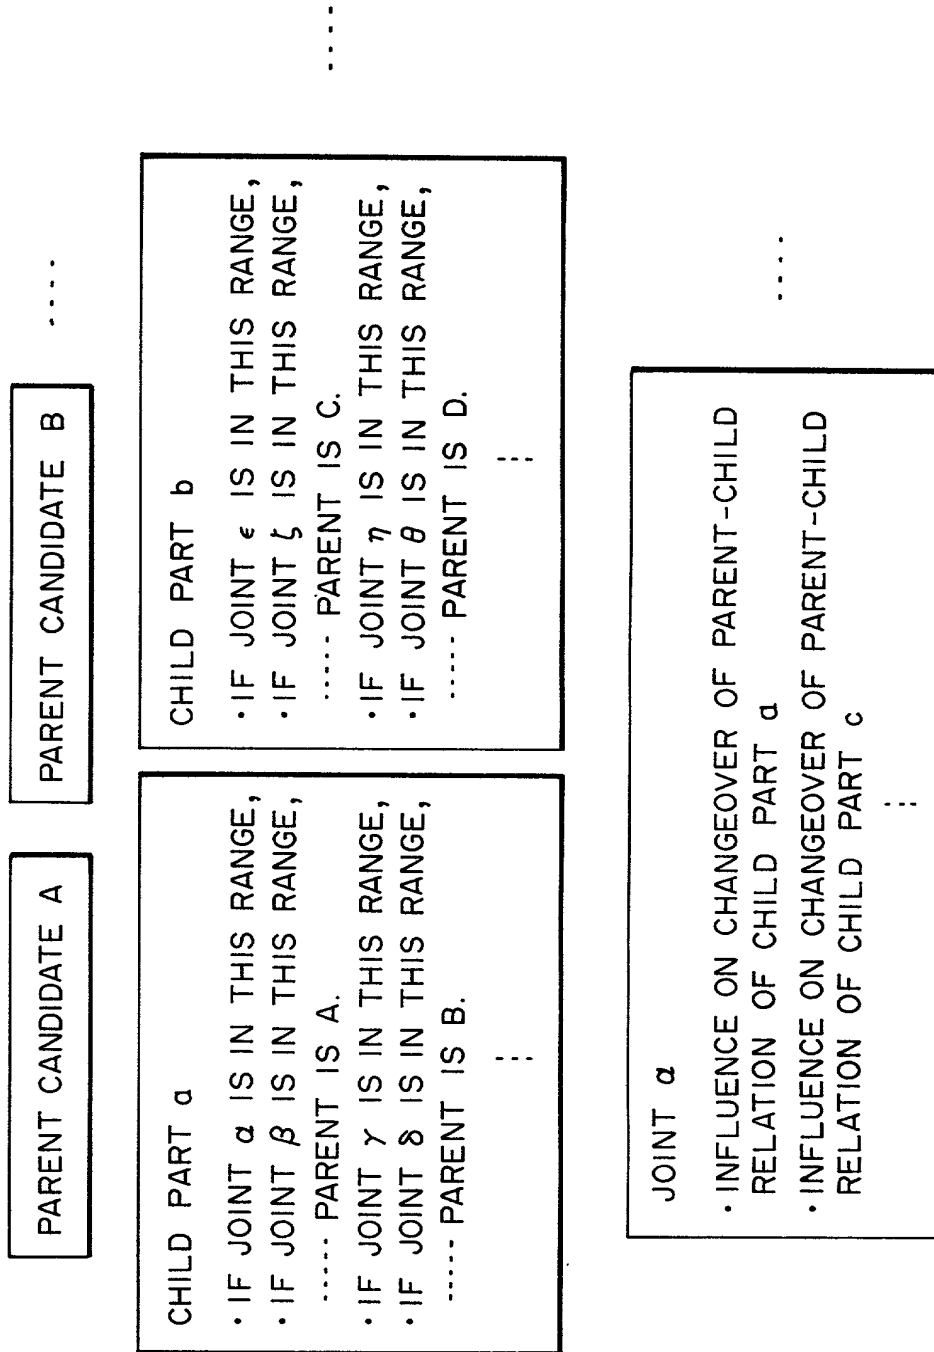 PARENT CANDIDATE A
PARENT CANDIDATE B
....
CHILD PART a
· IF JOINT α IS IN THIS RANGE,
· IF JOINT β IS IN THIS RANGE,
····· PARENT IS A.
· IF JOINT γ IS IN THIS RANGE,
· IF JOINT δ IS IN THIS RANGE,
····· PARENT IS B.
...
CHILD PART b
· IF JOINT ε IS IN THIS RANGE,
· IF JOINT ζ IS IN THIS RANGE,
····· PARENT IS C.
· IF JOINT η IS IN THIS RANGE,
· IF JOINT θ IS IN THIS RANGE,
····· PARENT IS D.
...
....
JOINT α
· INFLUENCE ON CHANGEOVER OF PARENT-CHILD
RELATION OF CHILD PART a
· INFLUENCE ON CHANGEOVER OF PARENT-CHILD
RELATION OF CHILD PART c
...
....